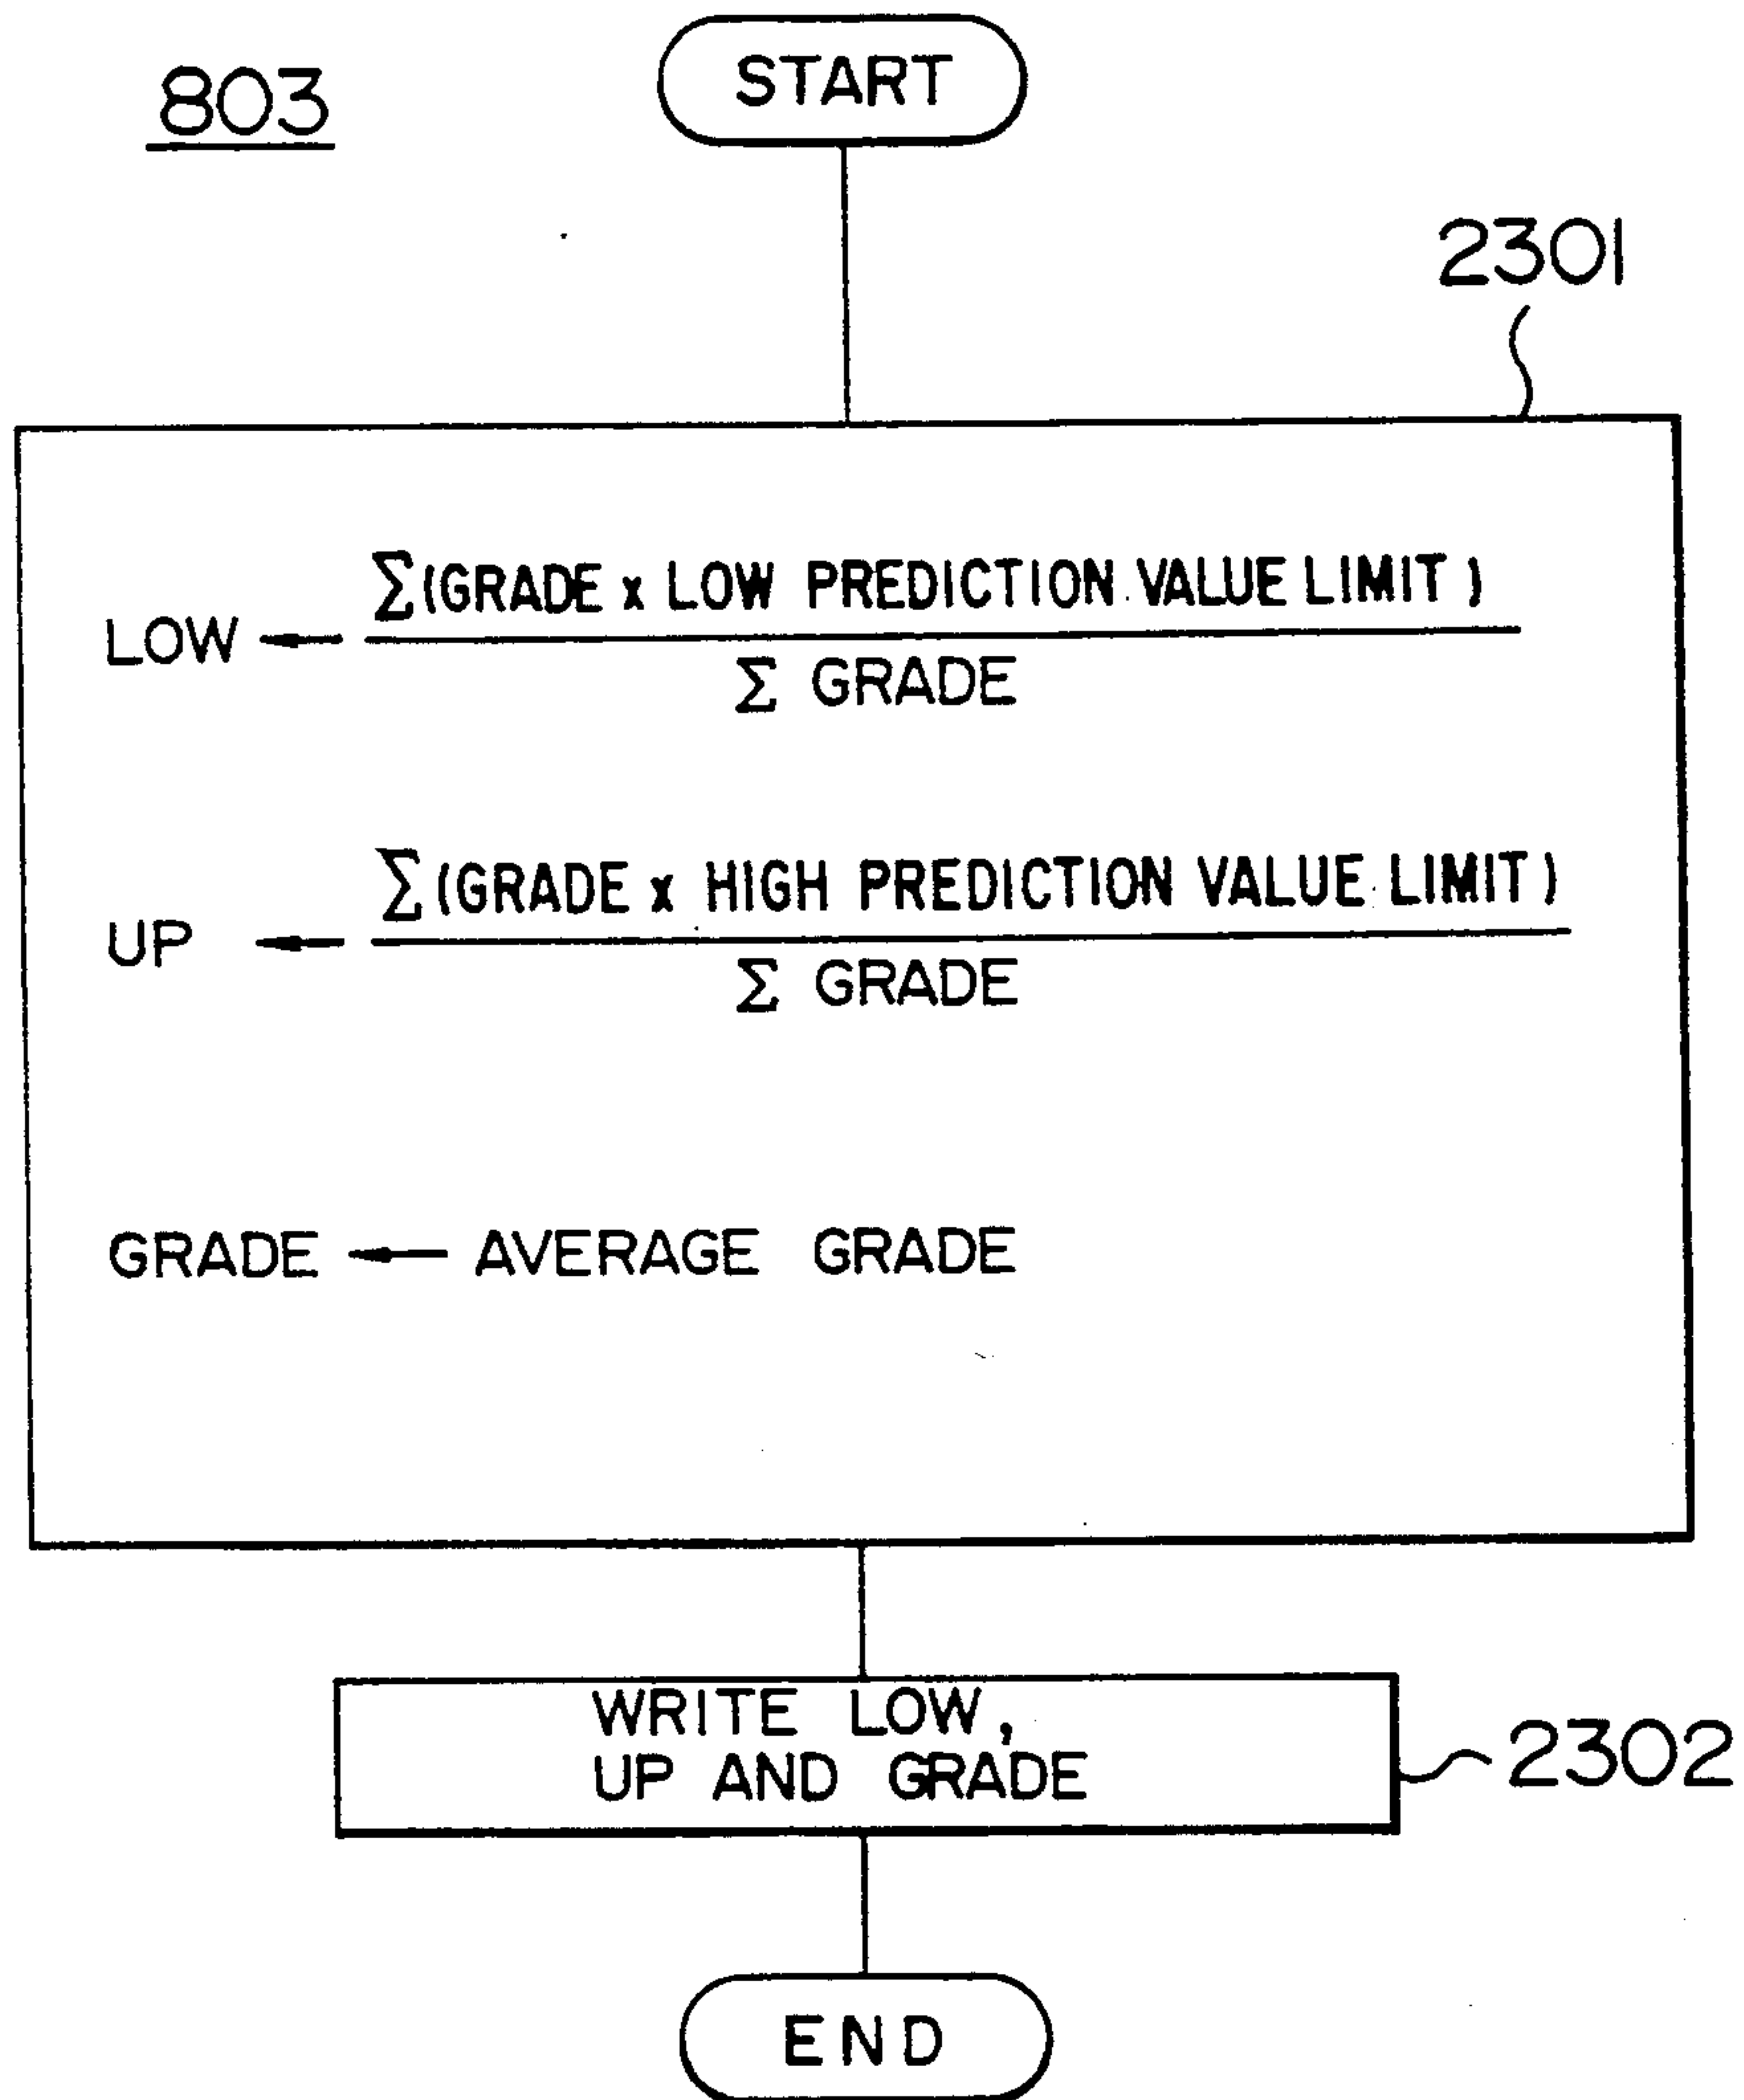 803
START
2301
Σ(GRADE x LOW PREDICTION VALUE LIMIT)
LOW ←
Σ GRADE
Σ(GRADE x HIGH PREDICTION VALUE LIMIT)
UP ←
Σ GRADE
GRADE ← AVERAGE GRADE
WRITE LOW,
UP AND GRADE
2302
END